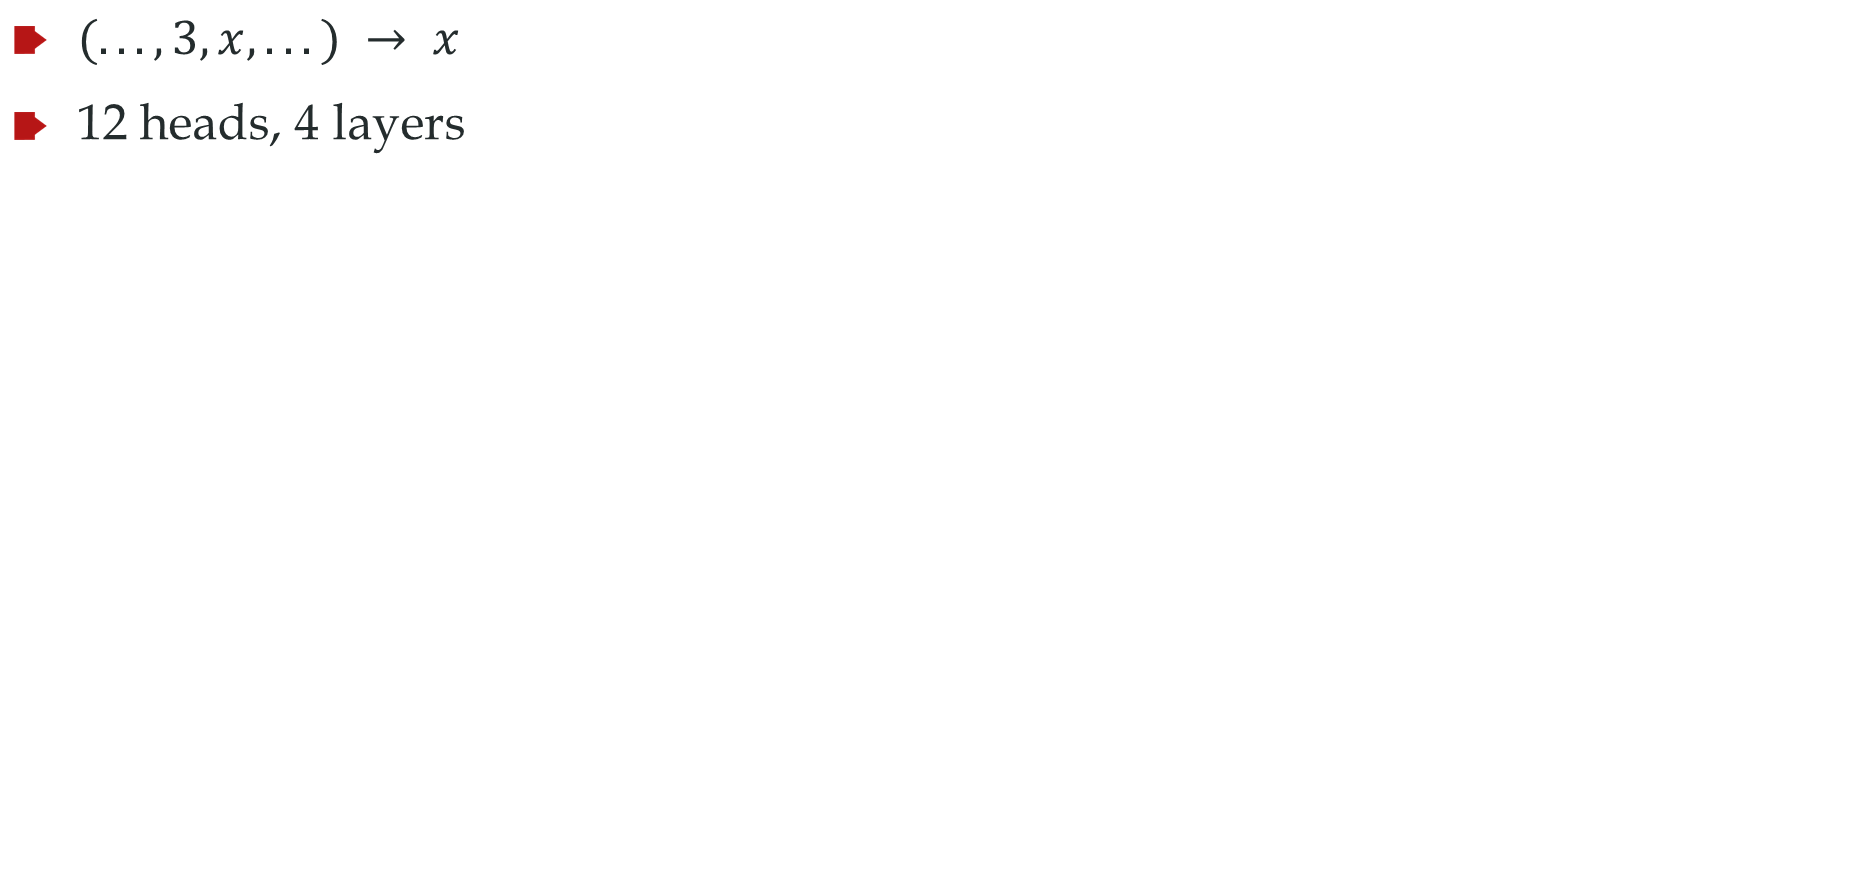 (..., 3, x, ...) → x
12 heads, 4 layers